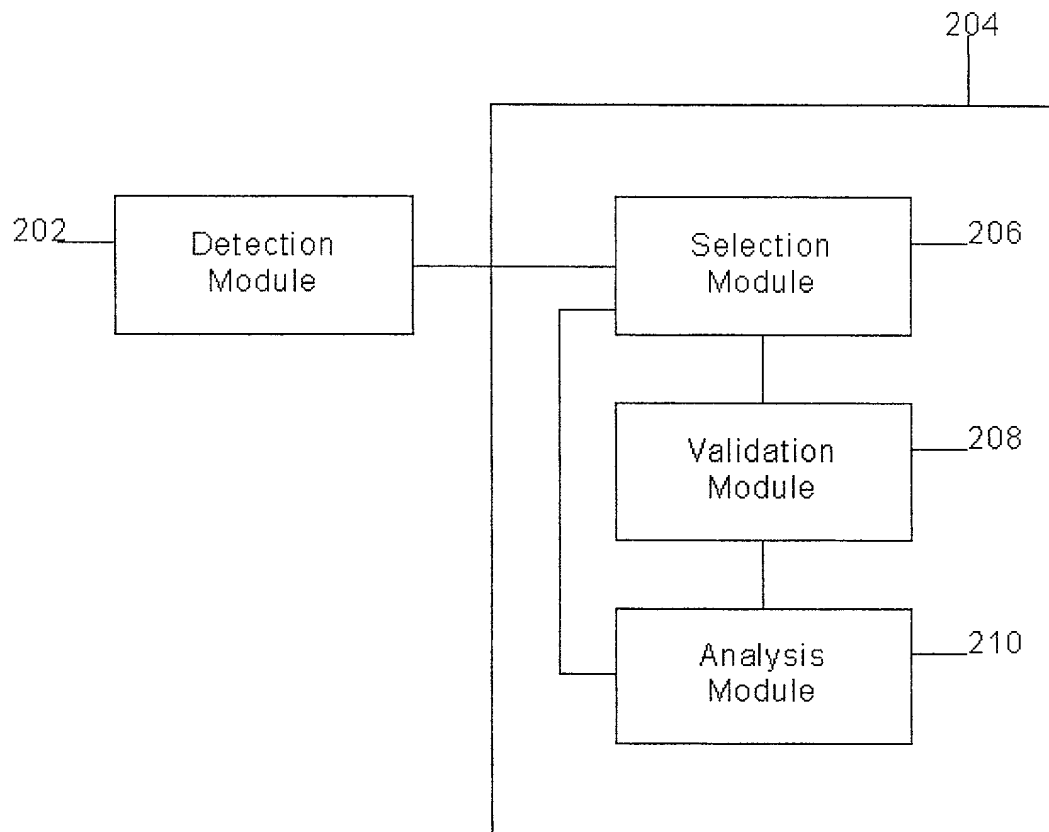 204
202
Detection
Module
Selection
Module
206
Validation
Module
208
Analysis
Module
210